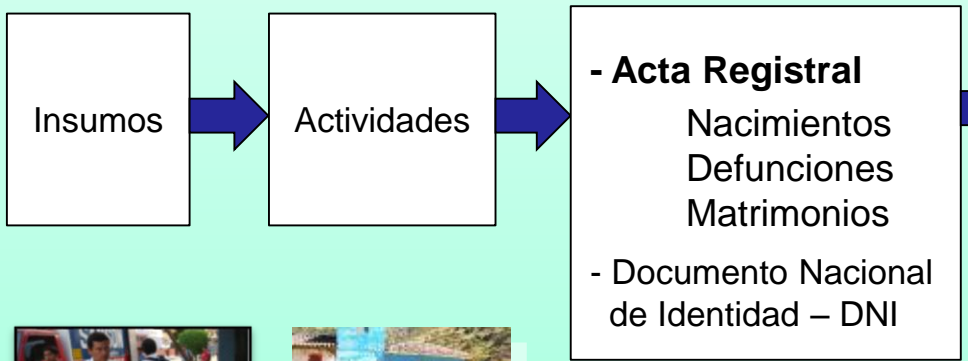 Insumos
Actividades
- Acta Registral
Nacimientos
Defunciones
Matrimonios
- Documento Nacional
de Identidad – DNI